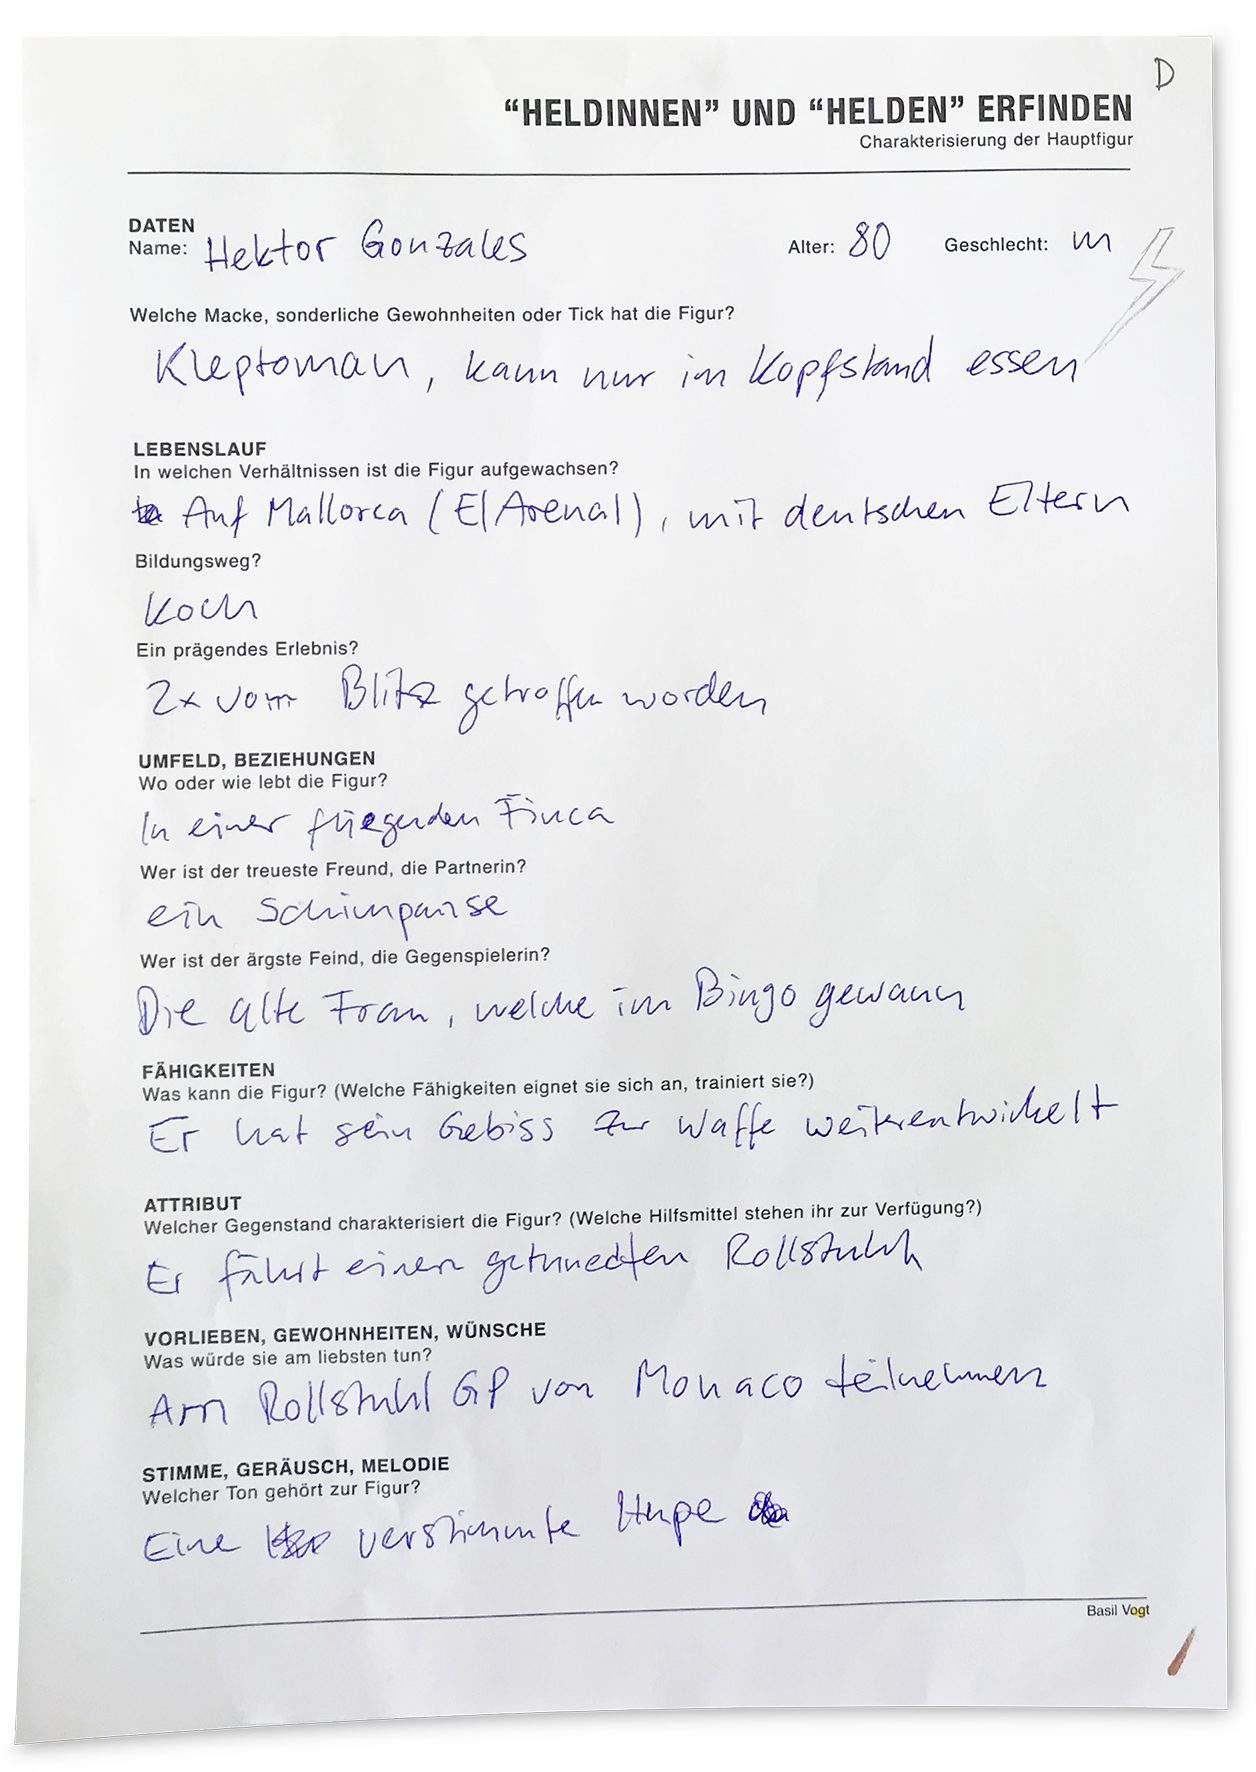 D
“HELDINNEN” UND “HELDEN” ERFINDEN
Charakterisierung der Hauptfigur
DATEN
Name: Hektor Gonzales Alter: 80 Geschlecht: m
Welche Macke, sonderliche Gewohnheiten oder Tick hat die Figur?
Kleptoman, kann nur im Kopfstand essen
LEBENSLAUF
In welchen Verhältnissen ist die Figur aufgewachsen?
Auf Mallorca (El Arenal), mit deutschen Eltern
Bildungsweg?
Koch
Ein prägendes Erlebnis?
2x vom Blitz getroffen worden
UMFELD, BEZIEHUNGEN
Wo oder wie lebt die Figur?
In einer fliegenden Finca
Wer ist der treueste Freund, die Partnerin?
ein Schimpanse
Wer ist der ärgste Feind, die Gegenspielerin?
Die alte Frau, welche im Bingo gewann
FÄHIGKEITEN
Was kann die Figur? (Welche Fähigkeiten eignet sie sich an, trainiert sie?)
Er hat sein Gebiss zur Waffe weiterentwickelt
ATTRIBUT
Welcher Gegenstand charakterisiert die Figur? (Welche Hilfsmittel stehen ihr zur Verfügung?)
Er fährt einen getunedten Rollstuhl
VORLIEBEN, GEWOHNHEITEN, WÜNSCHE
Was würde sie am liebsten tun?
Am Rollstuhl GP von Monaco teilnehmen
STIMME, GERÄUSCH, MELODIE
Welcher Ton gehört zur Figur?
Eine verstimmte Hupe
Basil Vogt